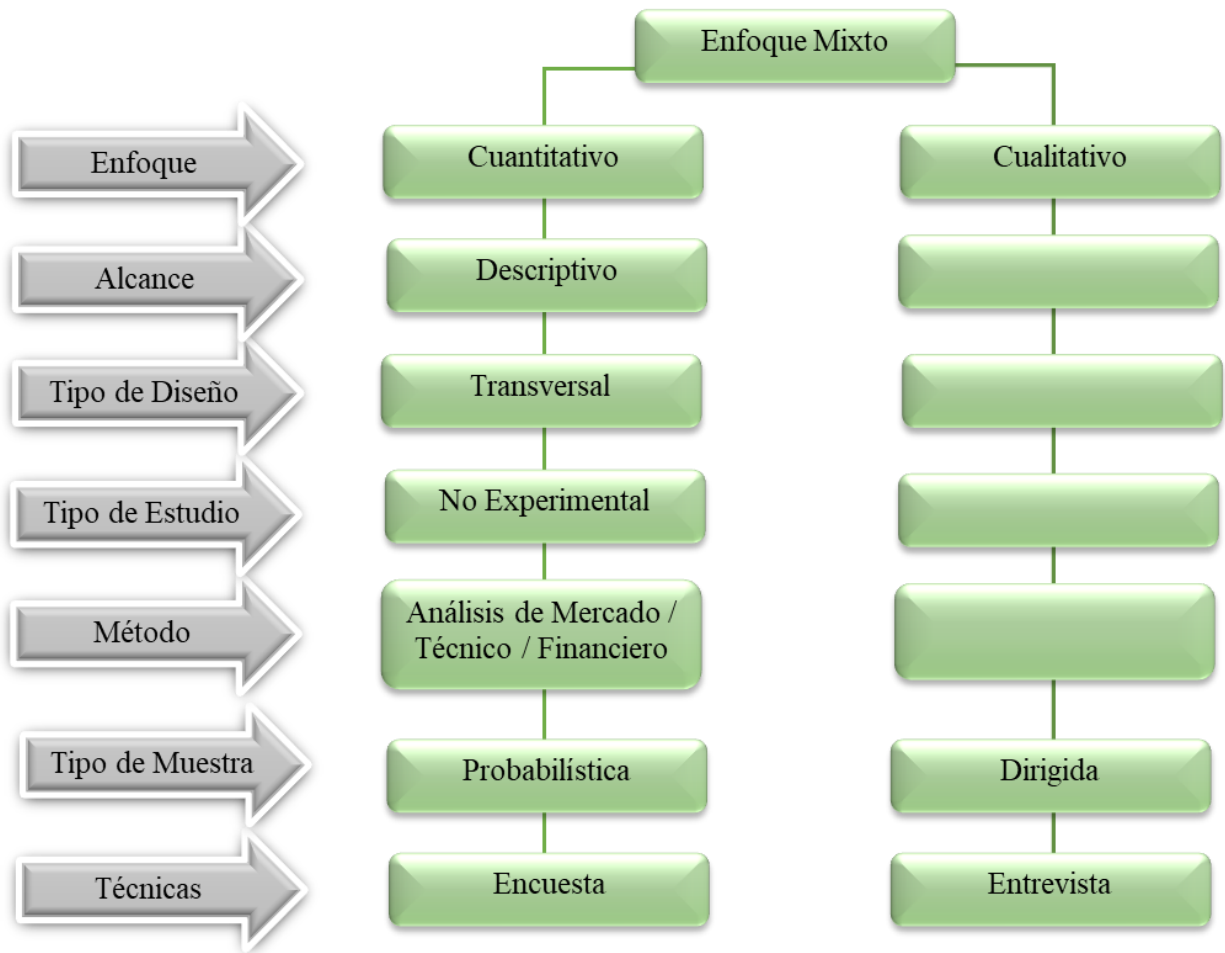 Enfoque Mixto
Enfoque
Cuantitativo
Cualitativo
Alcance
Descriptivo
Tipo de Diseño
Transversal
Tipo de Estudio
No Experimental
Método
Análisis de Mercado /
Técnico / Financiero
Tipo de Muestra
Probabilística
Dirigida
Técnicas
Encuesta
Entrevista